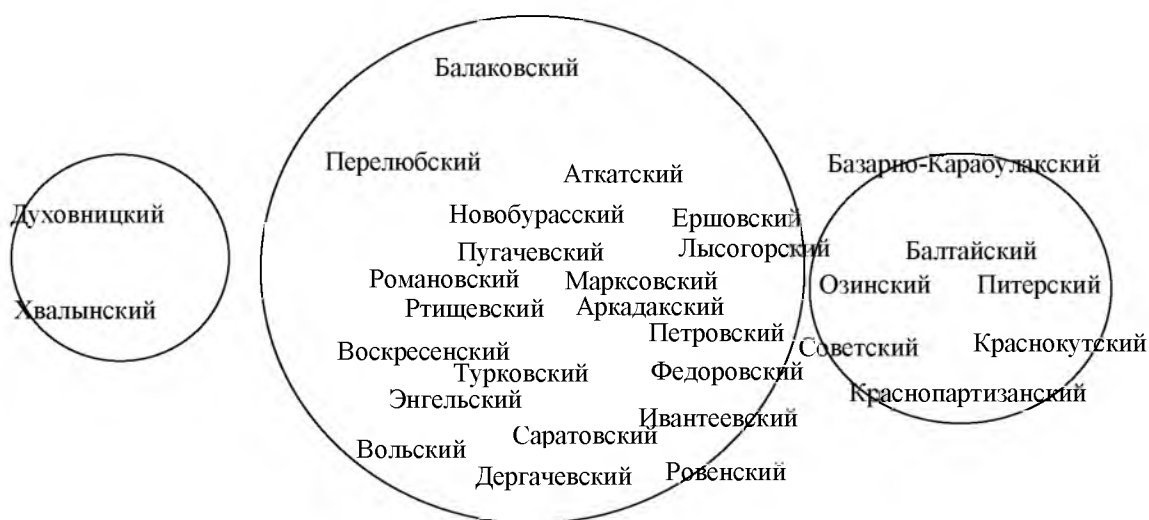 Балаковский
Перелюбский
Аткатский
Базарно-Карабулакский
Духовницкий
Новобурасский
Ершовский
Пугачевский
Лысогорский
Балтайский
Романовский
Марксовский
Озинский
Питерский
Хвалынский
Ртищевский
Аркадакский
Петровский
Воскресенский
Советский
Краснокутский
Турковский
Федоровский
Энгельский
Краснопартизанский
Ивантеевский
Саратовский
Вольский
Дергачевский
Ровенский